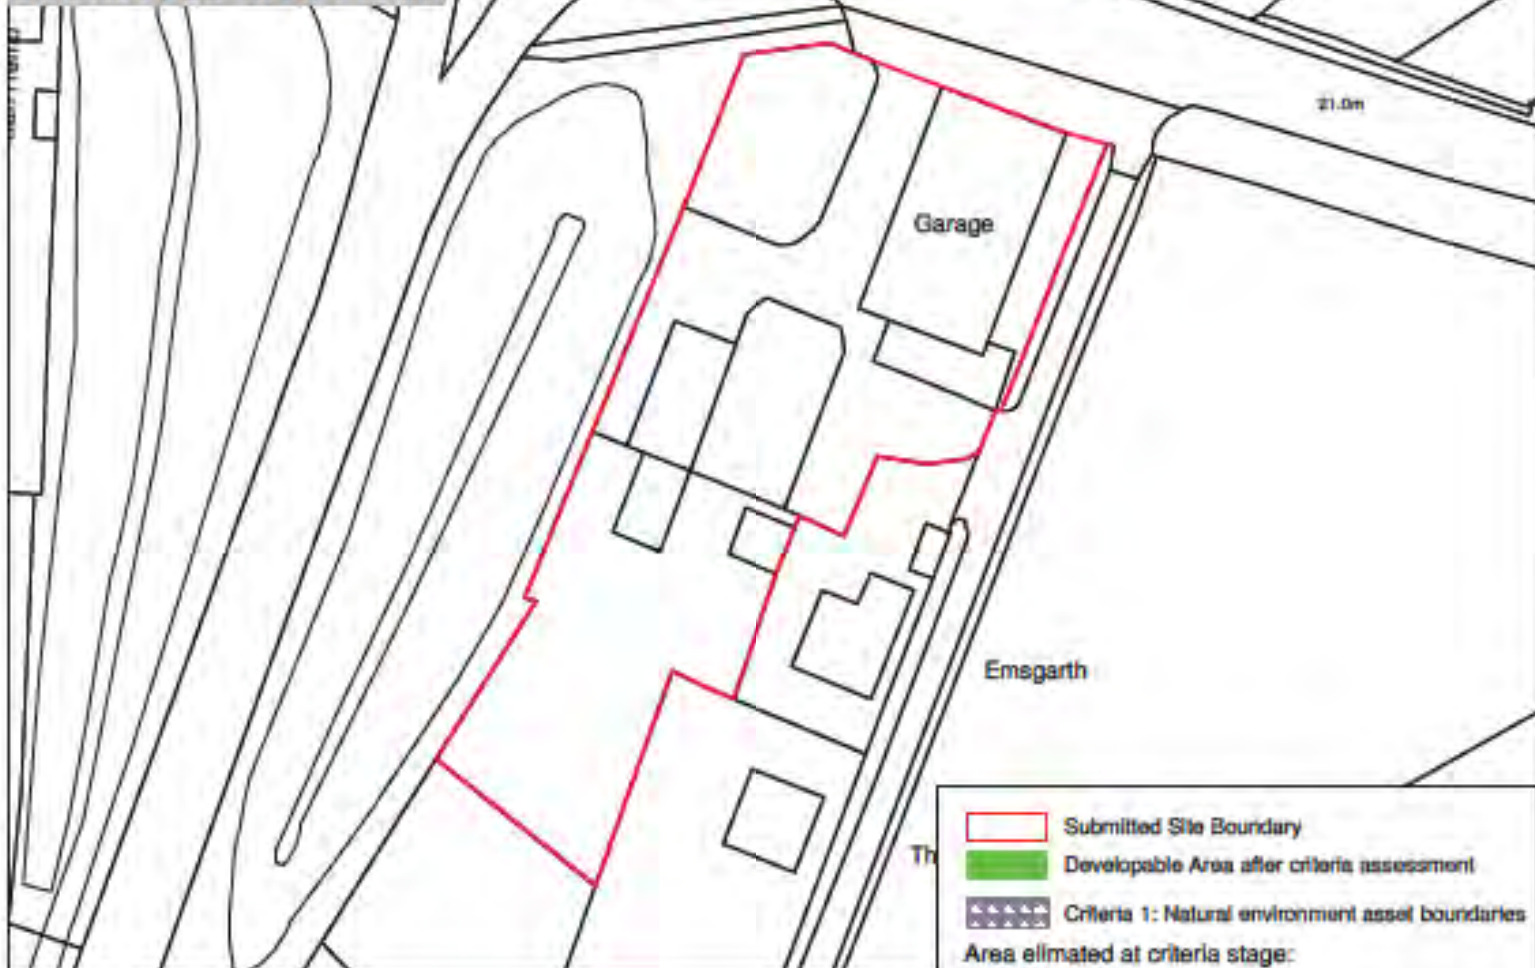 21.0m
Garage
Emsgarth
Th
Submitted Site Boundary
Developable Area after criteria assessment
Criteria 1: Natural environment asset boundaries
Area elimated at criteria stage: